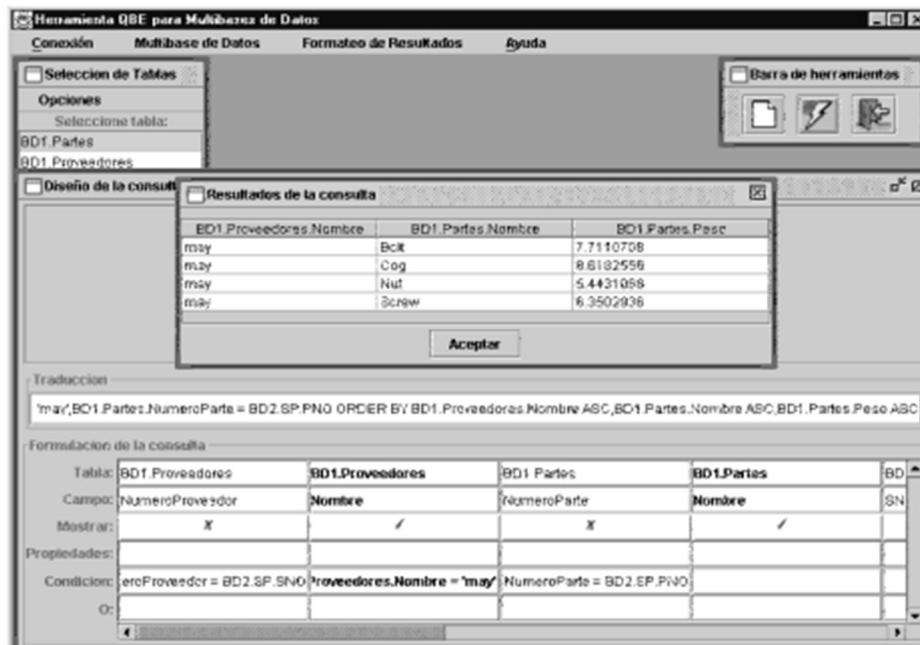 Herramienta QBE para Multibases de Datos
Conexión Multibase de Datos Formateo de Resultados Ayuda
Seleccion de Tablas
Opciones
Seleccione tabla:
BD1.Partes
BD1.Proveedores
Barra de herramientas
Diseño de la consult
Resultados de la consulta
BD1.Proveedores.Nombre BD1.Partes.Nombre BD1.Partes.Peso
may Bolt 7.7110708
may Cog 8.6182556
may Nut 5.4431088
may Screw 6.3502936
Aceptar
Traduccion
'may',BD1.Partes.NumeroParte = BD2.SP.PNO ORDER BY BD1.Proveedores.Nombre ASC,BD1.Partes.Nombre ASC,BD1.Partes.Peso ASC
Formulacion de la consulta
Tabla: BD1.Proveedores BD1.Proveedores BD1 Partes BD1.Partes BD
Campo: NumeroProveedor Nombre NumeroParte Nombre SN
Mostrar: x ✓ x ✓
Propiedades:
Condicion: eroProveedor = BD2.SP.SNO Proveedores.Nombre = 'may' NumeroParte = BD2.SP.PNO
O: